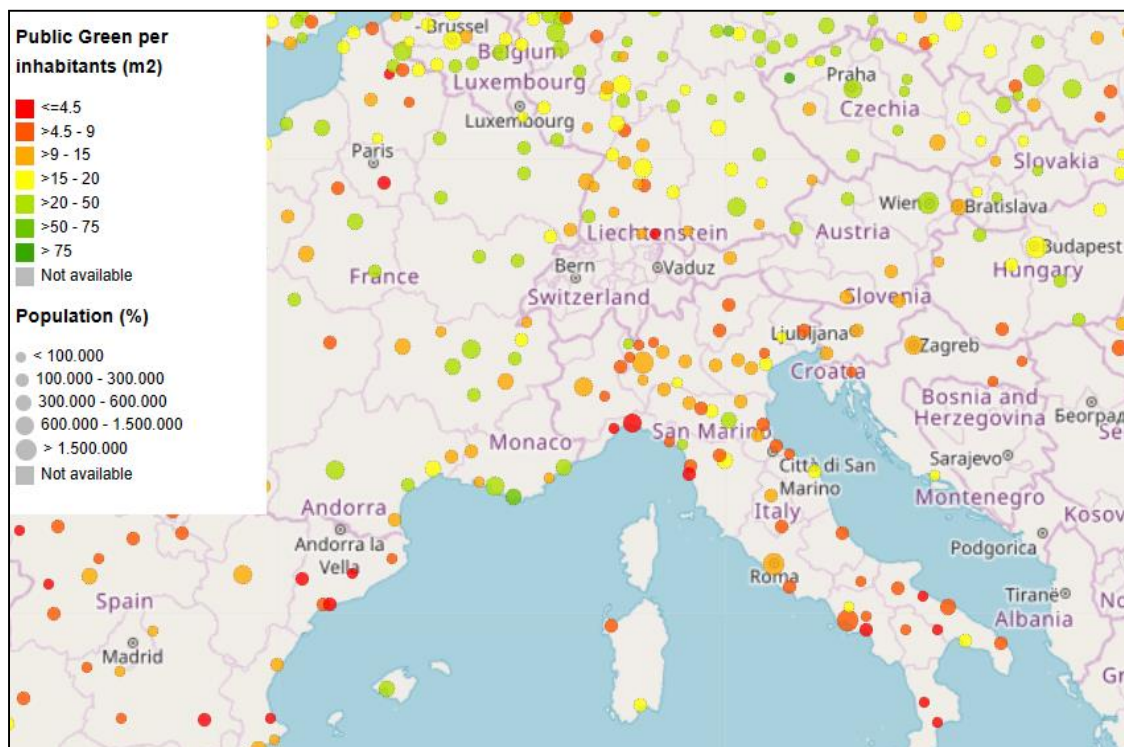 Public Green per
inhabitants (m2)
<=4.5
>4.5 - 9
>9 - 15
>15 - 20
>20 - 50
>50 - 75
> 75
Not available
Population (%)
< 100.000
100.000 - 300.000
300.000 - 600.000
600.000 - 1.500.000
> 1.500.000
Not available
Brussel
Belgium
Luxembourg
Luxembourg
Praha
Czechia
Paris
Slovakia
Wien
Bratislava
Liechtenstein
Austria
Budapest
Hungary
France
Bern
Vaduz
Switzerland
Slovenia
Ljubljana
Zagreb
Croatia
Bosnia and
Herzegovina
Београд
Se
Monaco
San Marino
Città di San
Marino
Sarajevo
Montenegro
Kosov
Italy
Andorra
Andorra la
Vella
Podgorica
Roma
Tiranë
Albania
No
Spain
Madrid
Gr